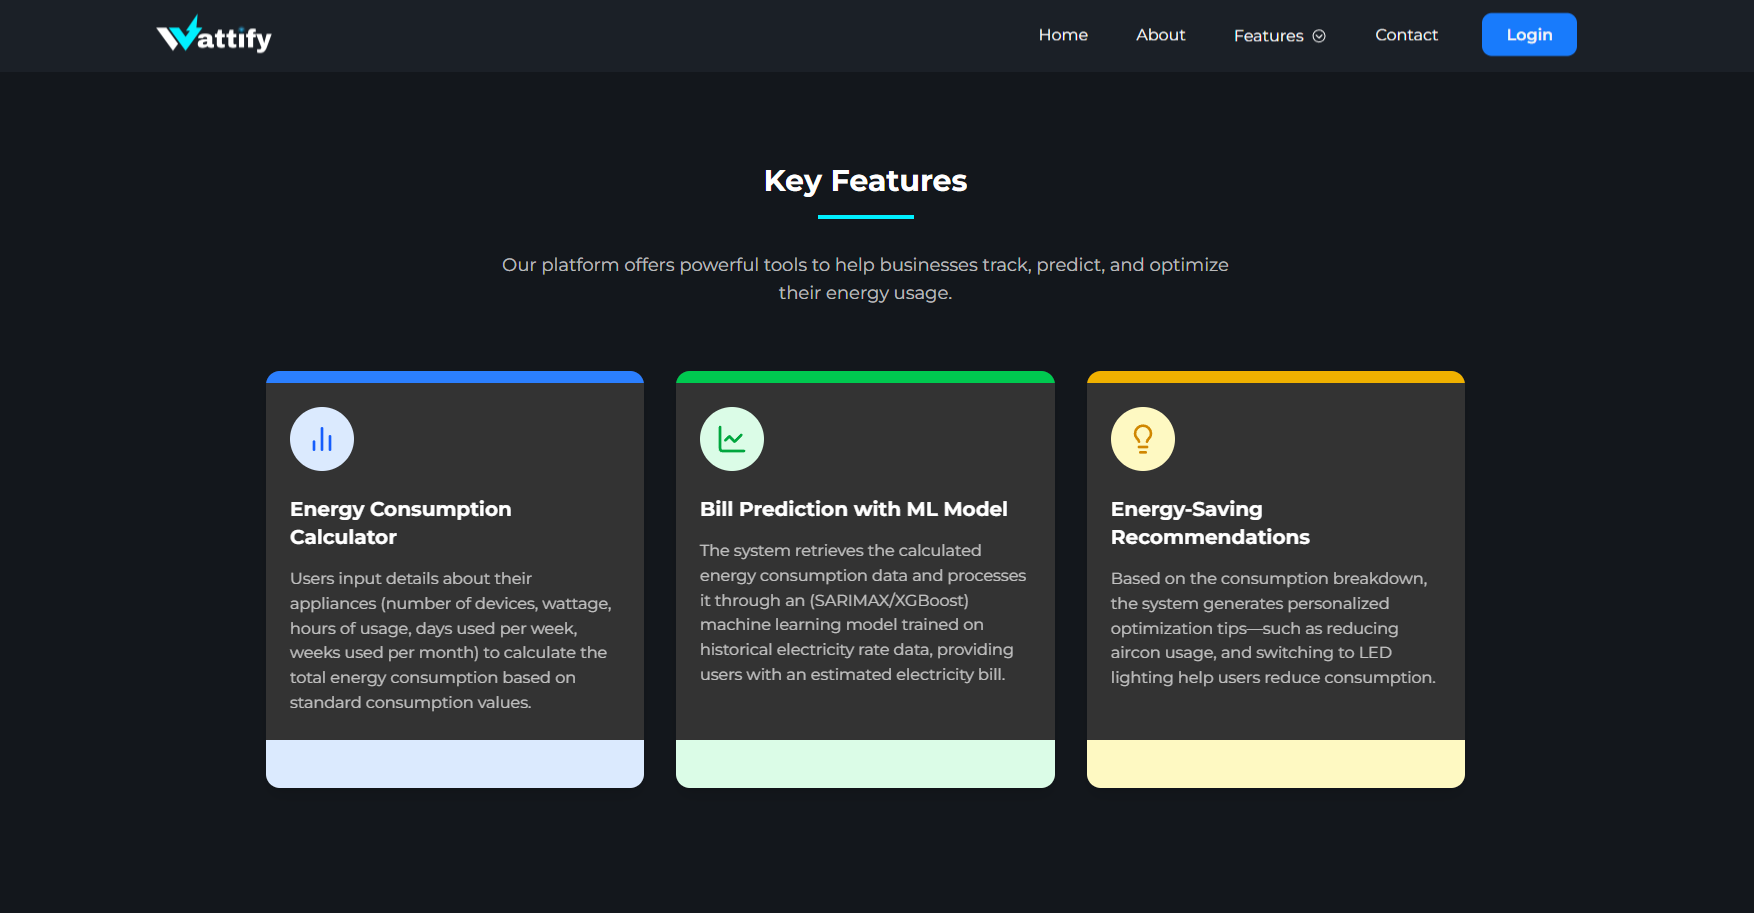 Wattify
Home
About
Features
Contact
Login
Key Features
Our platform offers powerful tools to help businesses track, predict, and optimize
their energy usage.
Energy Consumption
Calculator
Users input details about their
appliances (number of devices, wattage,
hours of usage, days used per week,
weeks used per month) to calculate the
total energy consumption based on
standard consumption values.
Bill Prediction with ML Model
The system retrieves the calculated
energy consumption data and processes
it through an (SARIMAX/XGBoost)
machine learning model trained on
historical electricity rate data, providing
users with an estimated electricity bill.
Energy-Saving
Recommendations
Based on the consumption breakdown,
the system generates personalized
optimization tips—such as reducing
aircon usage, and switching to LED
lighting help users reduce consumption.